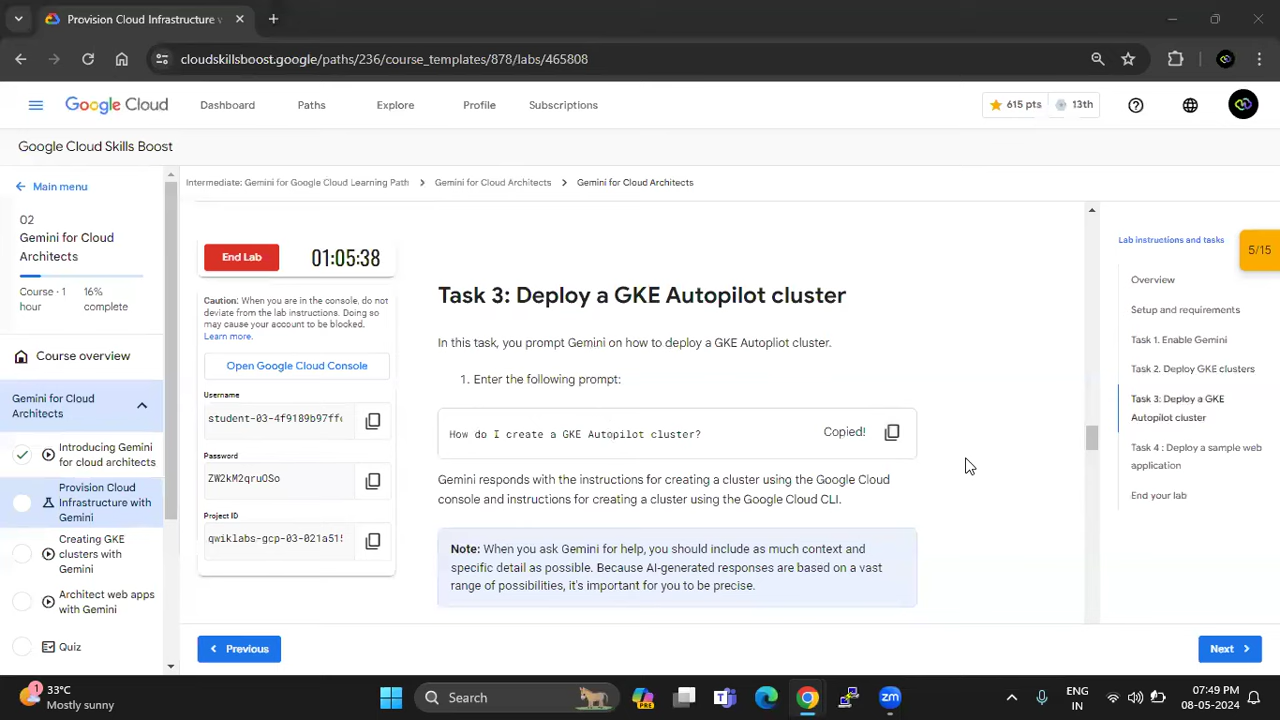 Provision Cloud Infrastructure w
cloudskillsboost.google/paths/236/course_templates/878/labs/465808
Google Cloud
Dashboard
Paths
Explore
Profile
Subscriptions
615 pts
13th
Google Cloud Skills Boost
Main menu
02
Gemini for Cloud
Architects
Course · 1
hour
16%
complete
Course overview
Gemini for Cloud
Architects
Introducing Gemini
for cloud architects
Provision Cloud
Infrastructure with
Gemini
Creating GKE
clusters with
Gemini
Architect web apps
with Gemini
Quiz
Intermediate: Gemini for Google Cloud Learning Path
Gemini for Cloud Architects
Gemini for Cloud Architects
End Lab
01:05:38
Caution: When you are in the console, do not
deviate from the lab instructions. Doing so
may cause your account to be blocked.
Learn more.
Open Google Cloud Console
Username
student-03-4f9189b97ff
Password
ZW2kM2qruOSo
Project ID
qwiklabs-gcp-03-021a515
Task 3: Deploy a GKE Autopilot cluster
In this task, you prompt Gemini on how to deploy a GKE Autopilot cluster.
1. Enter the following prompt:
How do I create a GKE Autopilot cluster?
Copied!
Gemini responds with the instructions for creating a cluster using the Google Cloud
console and instructions for creating a cluster using the Google Cloud CLI.
Note: When you ask Gemini for help, you should include as much context and
specific detail as possible. Because AI-generated responses are based on a vast
range of possibilities, it's important for you to be precise.
Previous
Next
Lab instructions and tasks
5/15
Overview
Setup and requirements
Task 1. Enable Gemini
Task 2. Deploy GKE clusters
Task 3: Deploy a GKE
Autopilot cluster
Task 4 : Deploy a sample web
application
End your lab
1
33°C
Mostly sunny
Search
PRE
zm
ENG
IN
07:49 PM
08-05-2024